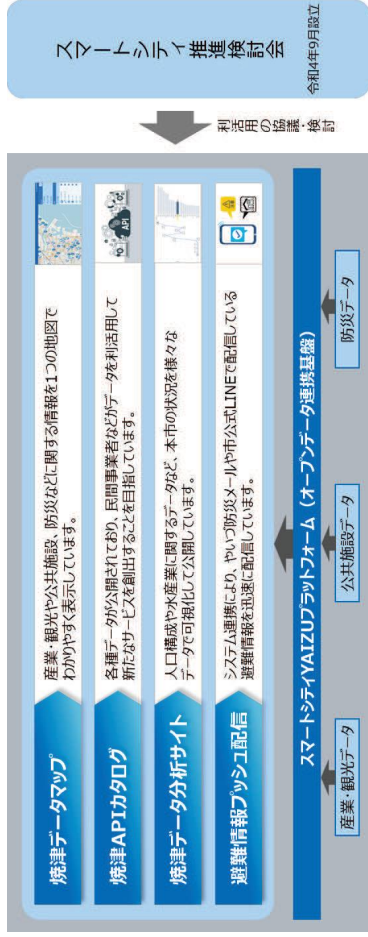 スマートシティ推進検討会
令和4年9月設立
利活用の協議・検討
焼津データマップ
産業・観光や公共施設、防災などに関する情報を1つの地図で
わかりやすく表示しています。
焼津APIカタログ
各種データが公開されており、民間事業者などがデータを利活用して
新たなサービスを創出することを目指しています。
API
焼津データ分析サイト
人口構成や水産業に関するデータなど、本市の状況を様々な
データで可視化して公開しています。
避難情報プッシュ配信
システム連携により、やいづ防災メールや市公式LINEで配信している
避難情報を迅速に配信しています。
スマートシティYAIZUプラットフォーム（オープンデータ連携基盤）
産業・観光データ
公共施設データ
防災データ